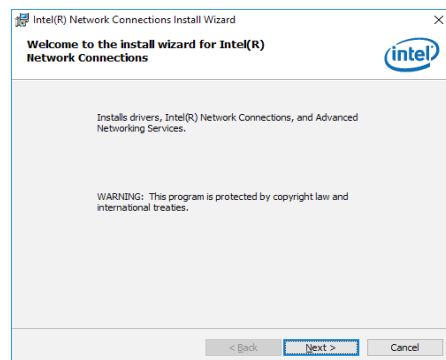 Intel(R) Network Connections Install Wizard
Welcome to the install wizard for Intel(R)
Network Connections
intel
Installs drivers, Intel(R) Network Connections, and Advanced
Networking Services.
WARNING: This program is protected by copyright law and
international treaties.
< Back
Next >
Cancel